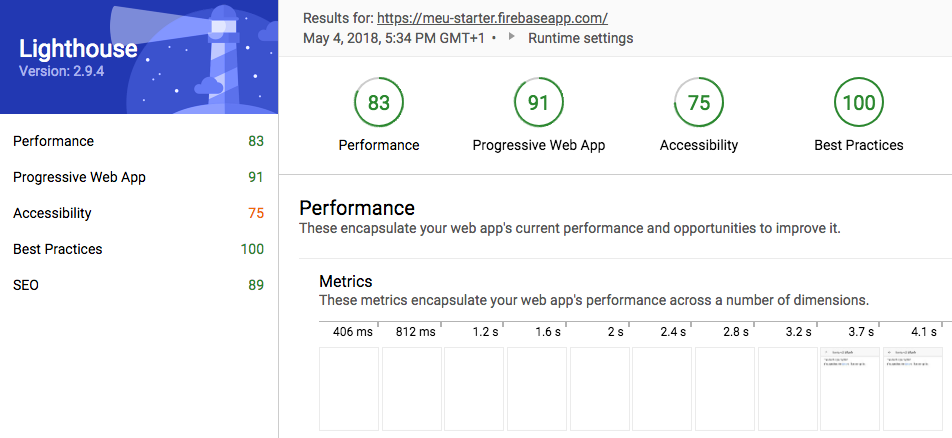 Lighthouse
Version: 2.9.4
Performance 83
Progressive Web App 91
Accessibility 75
Best Practices 100
SEO 89
Results for: https://meu-starter.firebaseapp.com/
May 4, 2018, 5:34 PM GMT+1 • Runtime settings
83 91 75 100
Performance Progressive Web App Accessibility Best Practices
Performance
These encapsulate your web app's current performance and opportunities to improve it.
Metrics
These metrics encapsulate your web app's performance across a number of dimensions.
406 ms 812 ms 1.2 s 1.6 s 2 s 2.4 s 2.8 s 3.2 s 3.7 s 4.1 s